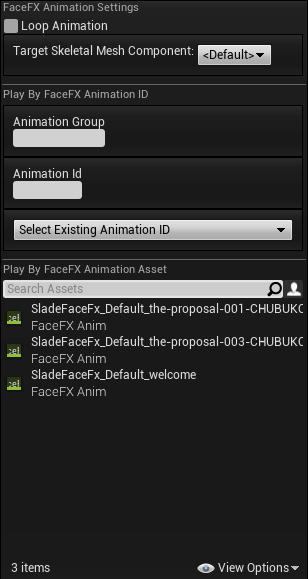 FaceFX Animation Settings
Loop Animation
Target Skeletal Mesh Component: <Default>
Play By FaceFX Animation ID
Animation Group
Animation Id
Select Existing Animation ID
Play By FaceFX Animation Asset
Search Assets
SladeFaceFx_Default_the-proposal-001-CHUBUKO
FaceFX Anim
SladeFaceFx_Default_the-proposal-003-CHUBUKO
FaceFX Anim
SladeFaceFx_Default_welcome
FaceFX Anim
3 items View Options